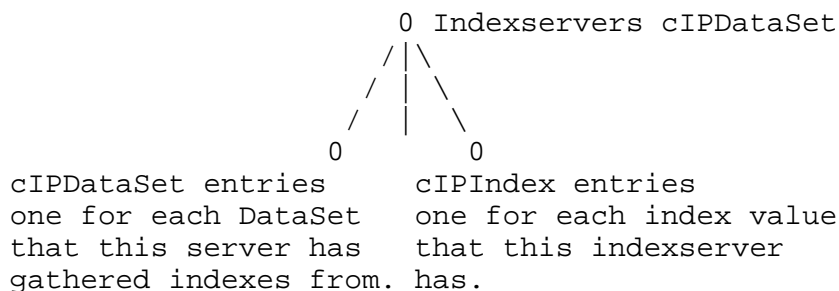 0 Indexservers cIPDataSet
/|\
/ | \
/ | \
0 0
cIPDataSet entries cIPIndex entries
one for each DataSet one for each index value
that this server has that this indexserver
gathered indexes from. has.